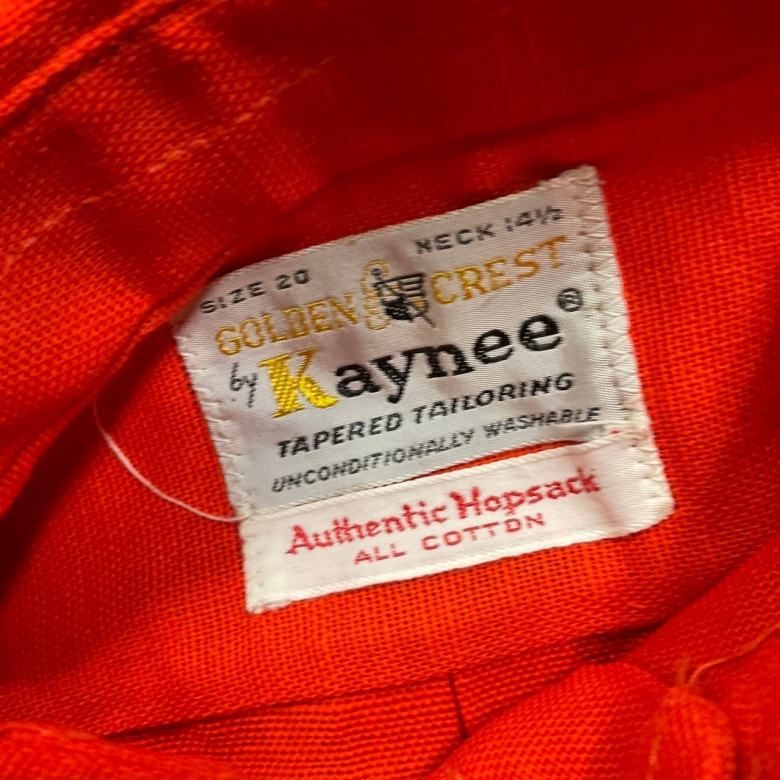 SIZE 20 NECK 14½
GOLDEN CREST
by Kaynee®
TAPERED TAILORING
UNCONDITIONALLY WASHABLE
Authentic Hopsack
ALL COTTON